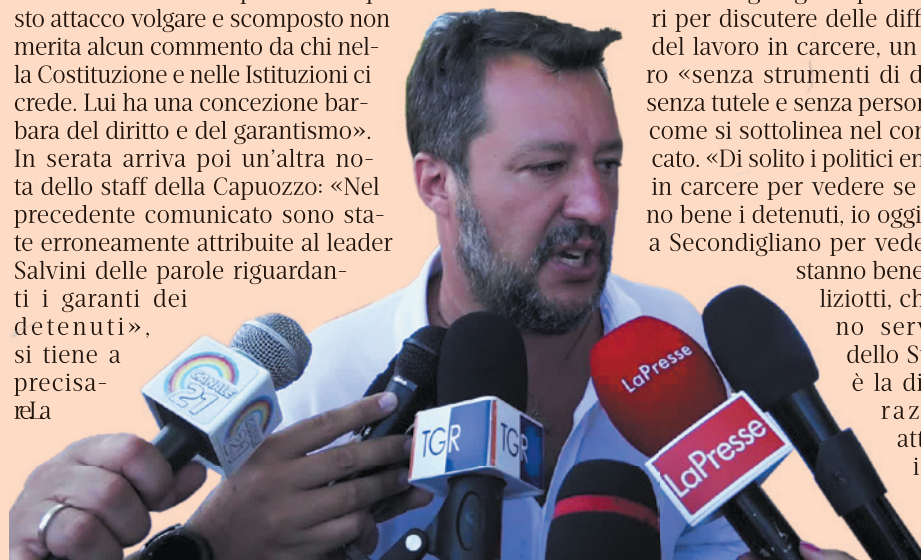 sto attacco volgare e scomposto non
merita alcun commento da chi nel-
la Costituzione e nelle Istituzioni ci
crede. Lui ha una concezione bar-
bara del diritto e del garantismo».
In serata arriva poi un'altra no-
ta dello staff della Capuozzo: «Nel
precedente comunicato sono sta-
te erroneamente attribuite al leader
Salvini delle parole riguardan-
ti i garanti dei
detenuti»,
si tiene a
precisa-
re.La
ri per discutere delle diff
del lavoro in carcere, un
ro «senza strumenti di d
senza tutele e senza person
come si sottolinea nel com
cato. «Di solito i politici en
in carcere per vedere se
no bene i detenuti, io oggi
a Secondigliano per vede
stanno bene
liziotti, ch
no serv
dello S
è la di
raz
att
i
CANALE
21
CANALE
21
TGR
TGR
LaPresse
LaPresse